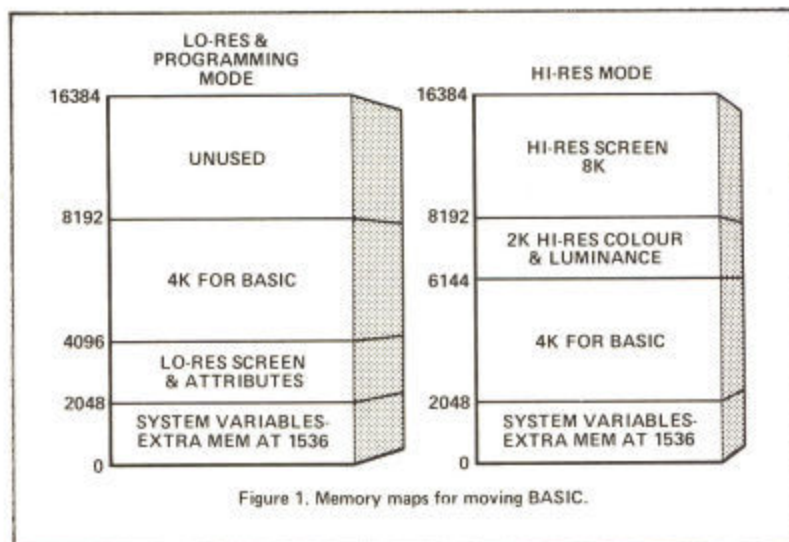 LO-RES &
PROGRAMMING
MODE
16384
UNUSED
8192
4K FOR BASIC
4096
LO-RES SCREEN
& ATTRIBUTES
2048
SYSTEM VARIABLES-
EXTRA MEM AT 1536
0
HI-RES MODE
16384
HI-RES SCREEN
8K
8192
2K HI-RES COLOUR
& LUMINANCE
6144
4K FOR BASIC
2048
SYSTEM VARIABLES-
EXTRA MEM AT 1536
0
Figure 1. Memory maps for moving BASIC.